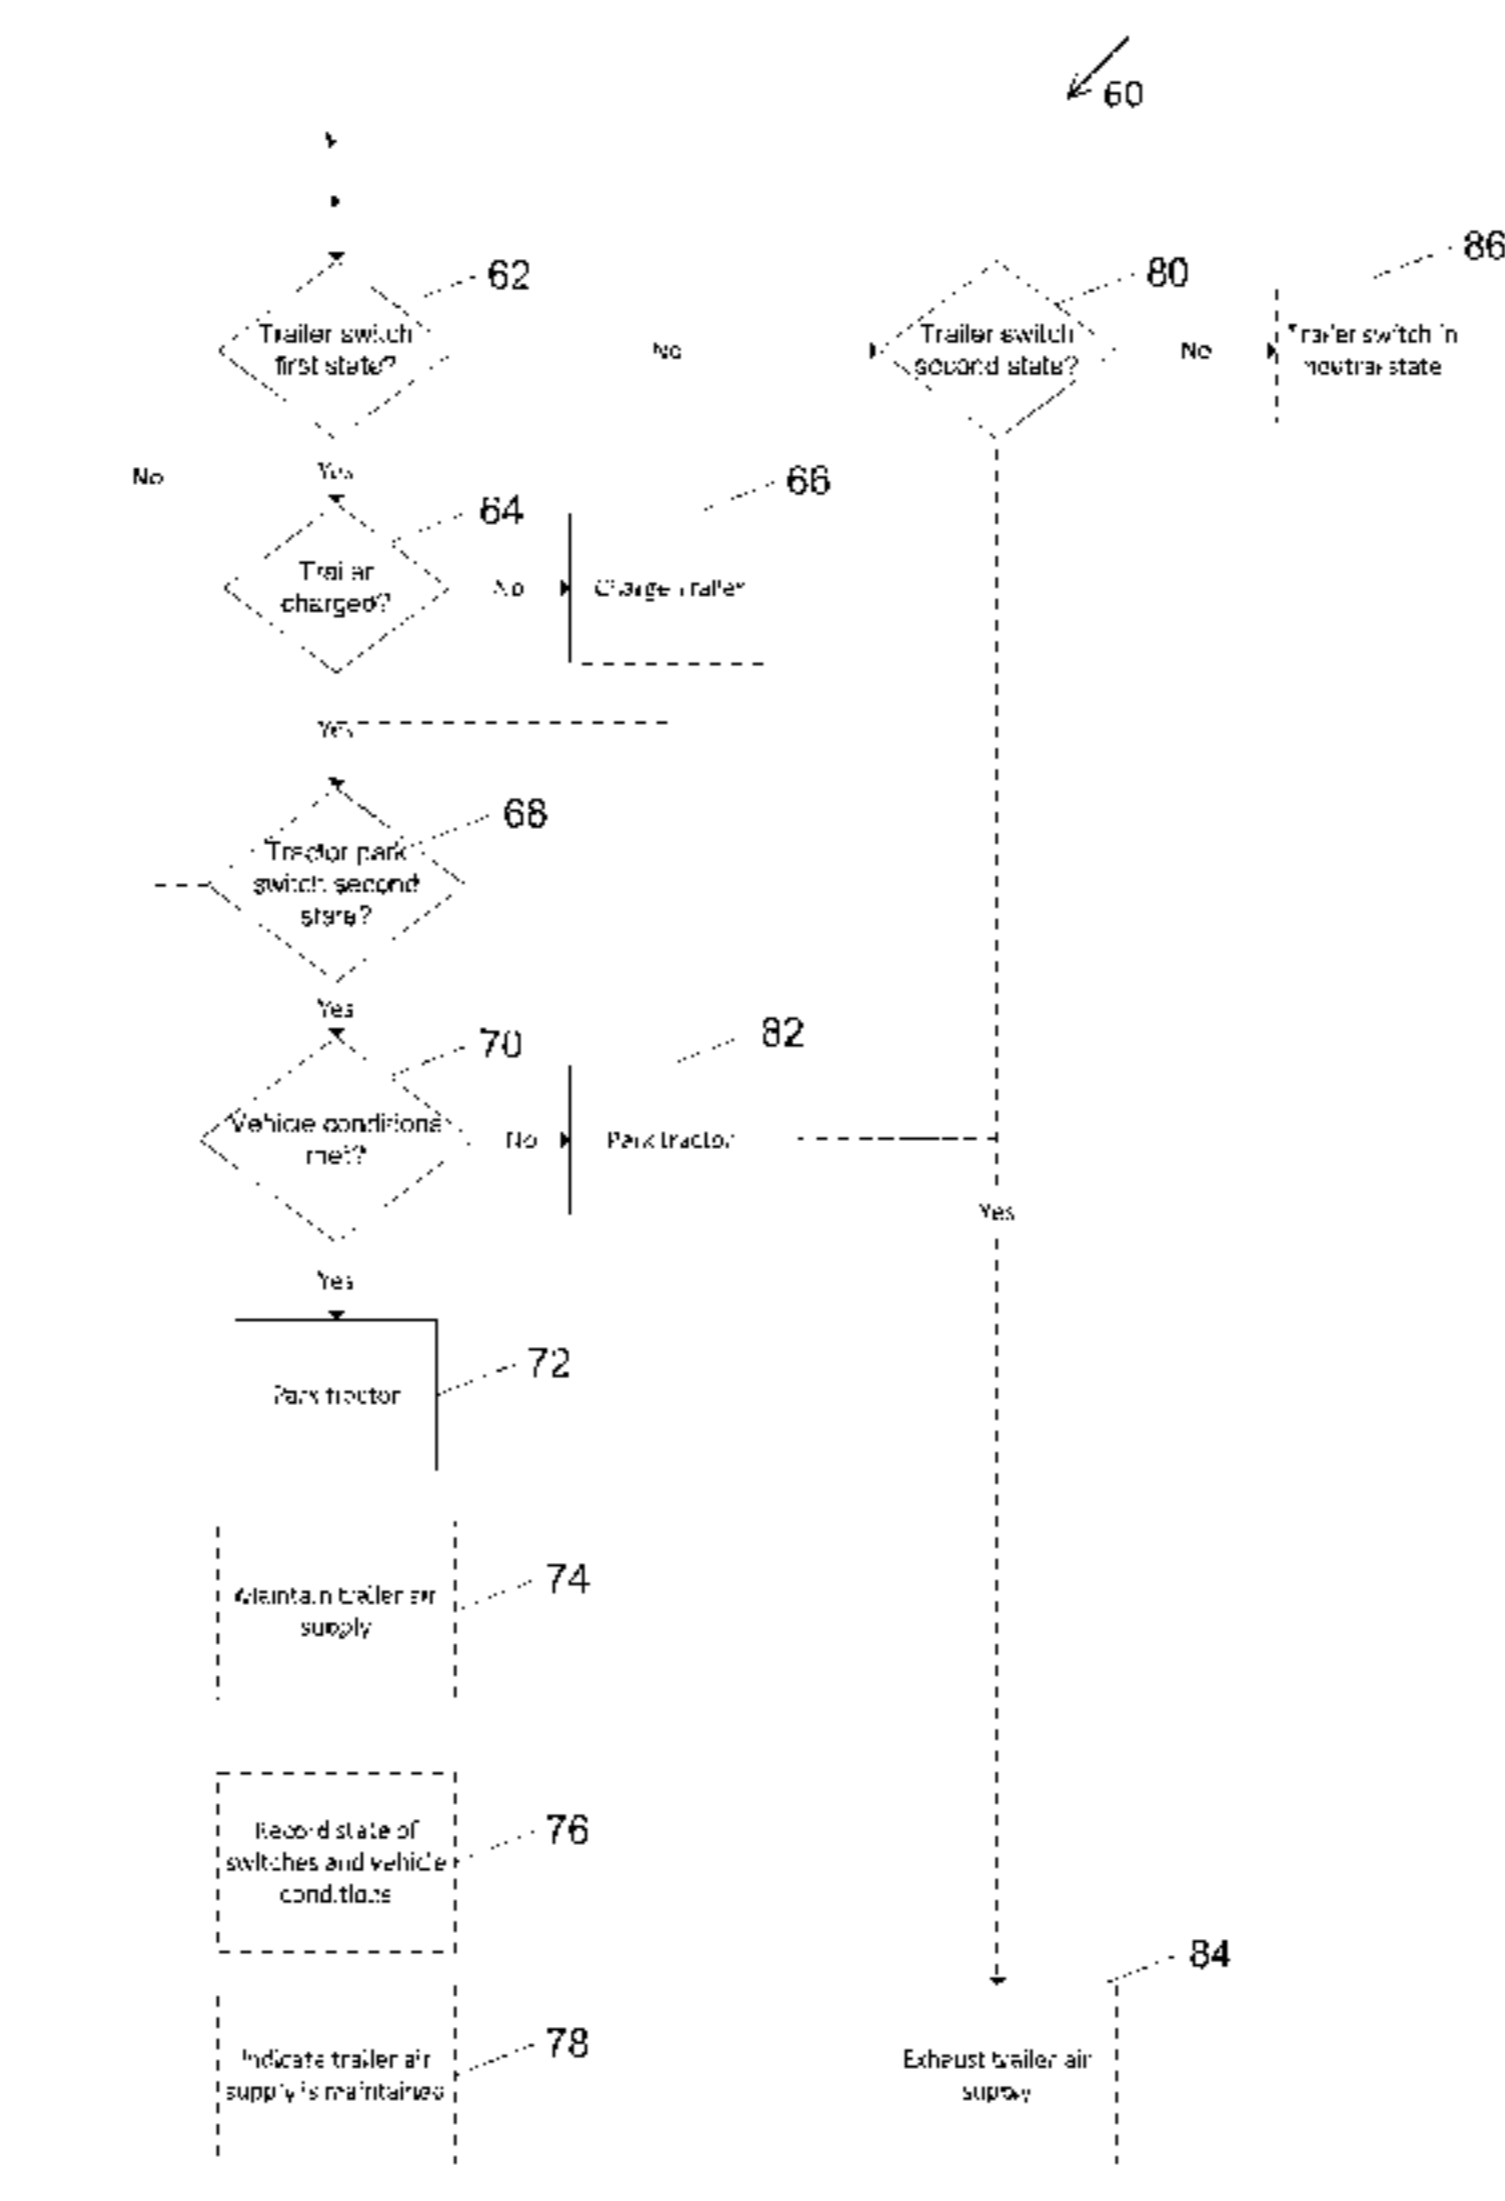 60
62
Trailer switch
first state?
No
80
Trailer switch
second state?
No
86
Trailer switch in
neutral state
No
Yes
64
Trailer
charged?
No
66
Charge trailer
Yes
68
Tractor park
switch second
state?
Yes
70
Vehicle conditions
met?
No
82
Park tractor
Yes
Yes
72
Park tractor
74
Maintain trailer air
supply
76
Record state of
switches and vehicle
conditions
78
Indicate trailer air
supply is maintained
84
Exhaust trailer air
supply